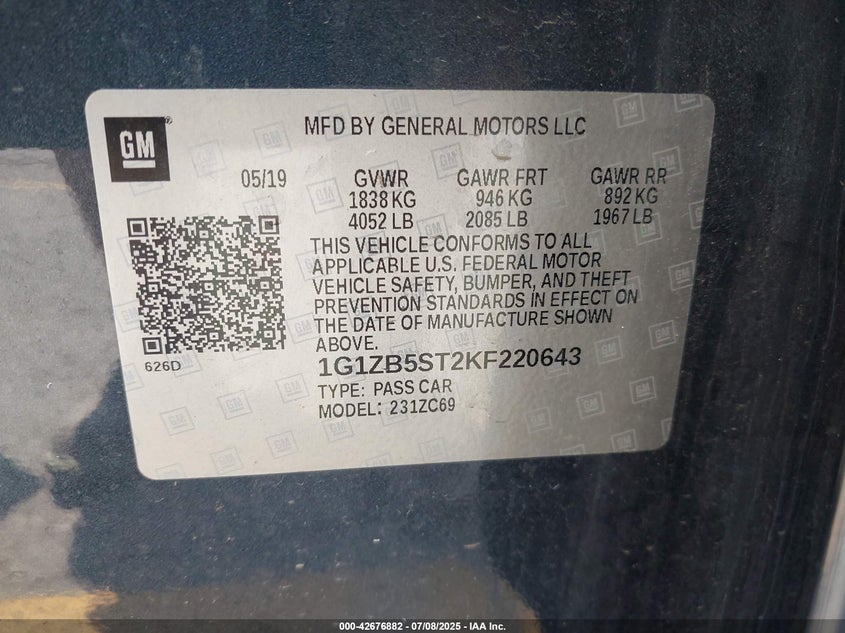 GM
MFD BY GENERAL MOTORS LLC
05/19 GVWR GAWR FRT GAWR RR
1838 KG 946 KG 892 KG
4052 LB 2085 LB 1967 LB
THIS VEHICLE CONFORMS TO ALL
APPLICABLE U.S. FEDERAL MOTOR
VEHICLE SAFETY, BUMPER, AND THEFT
PREVENTION STANDARDS IN EFFECT ON
THE DATE OF MANUFACTURE SHOWN
ABOVE.
626D
1G1ZB5ST2KF220643
TYPE: PASS CAR
MODEL: 231ZC69
000-42676882 / 07/08/2025 - IAA Inc.